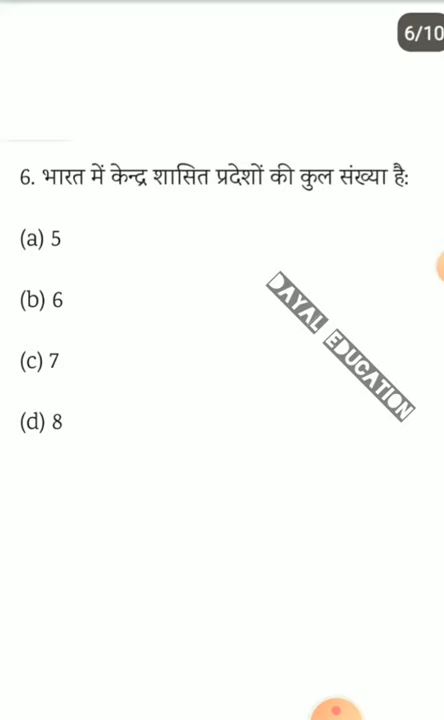 6/10
6. भारत में केन्द्र शासित प्रदेशों की कुल संख्या है:
(a) 5
(b) 6
(c) 7
(d) 8
DAYAL EDUCATION